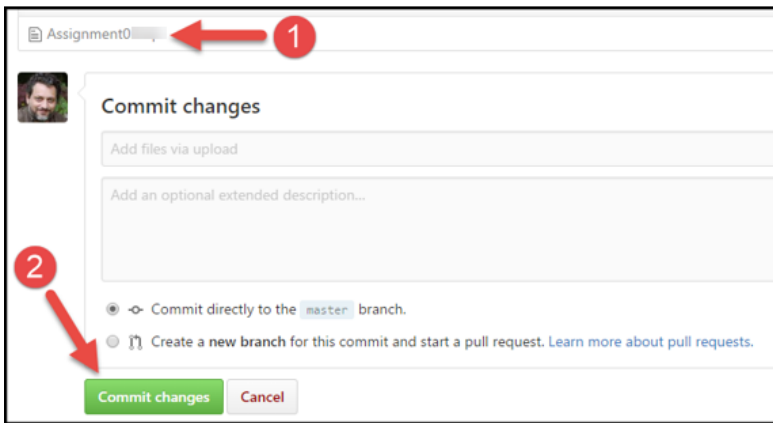 Assignment0
1
Commit changes
Add files via upload
Add an optional extended description...
2
Commit directly to the master branch.
Create a new branch for this commit and start a pull request. Learn more about pull requests.
Commit changes Cancel